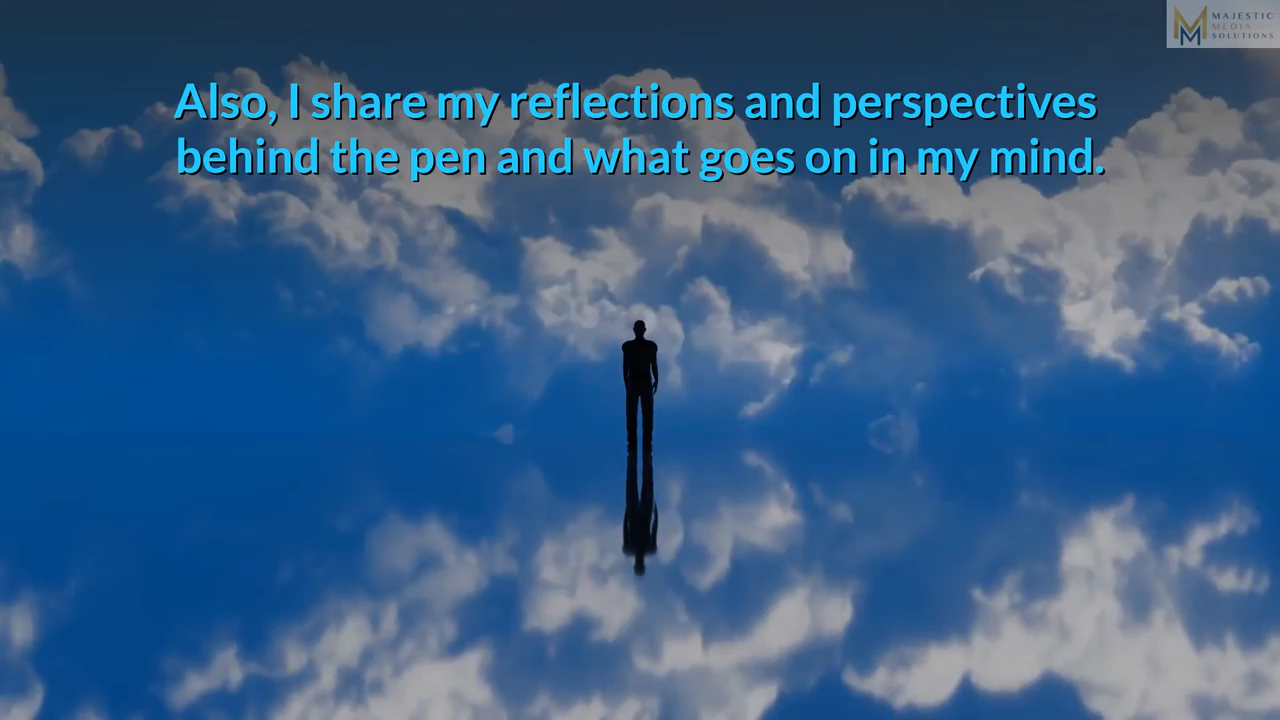 MAJESTIC
MEDIA
SOLUTIONS
Also, I share my reflections and perspectives
behind the pen and what goes on in my mind.